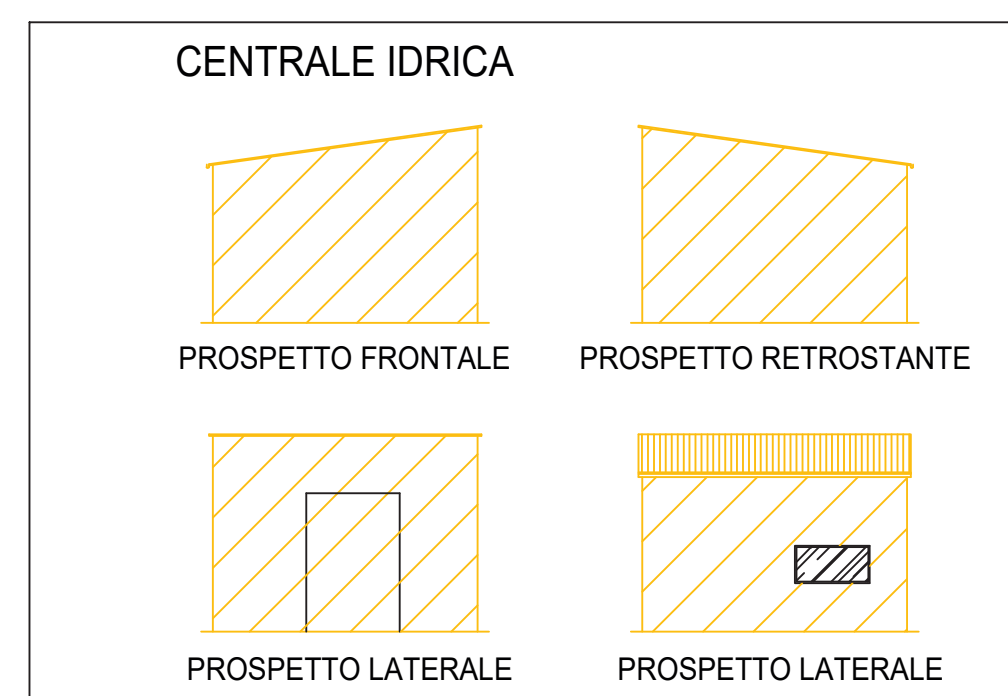 CENTRALE IDRICA
PROSPETTO FRONTALE
PROSPETTO RETROSTANTE
PROSPETTO LATERALE
PROSPETTO LATERALE